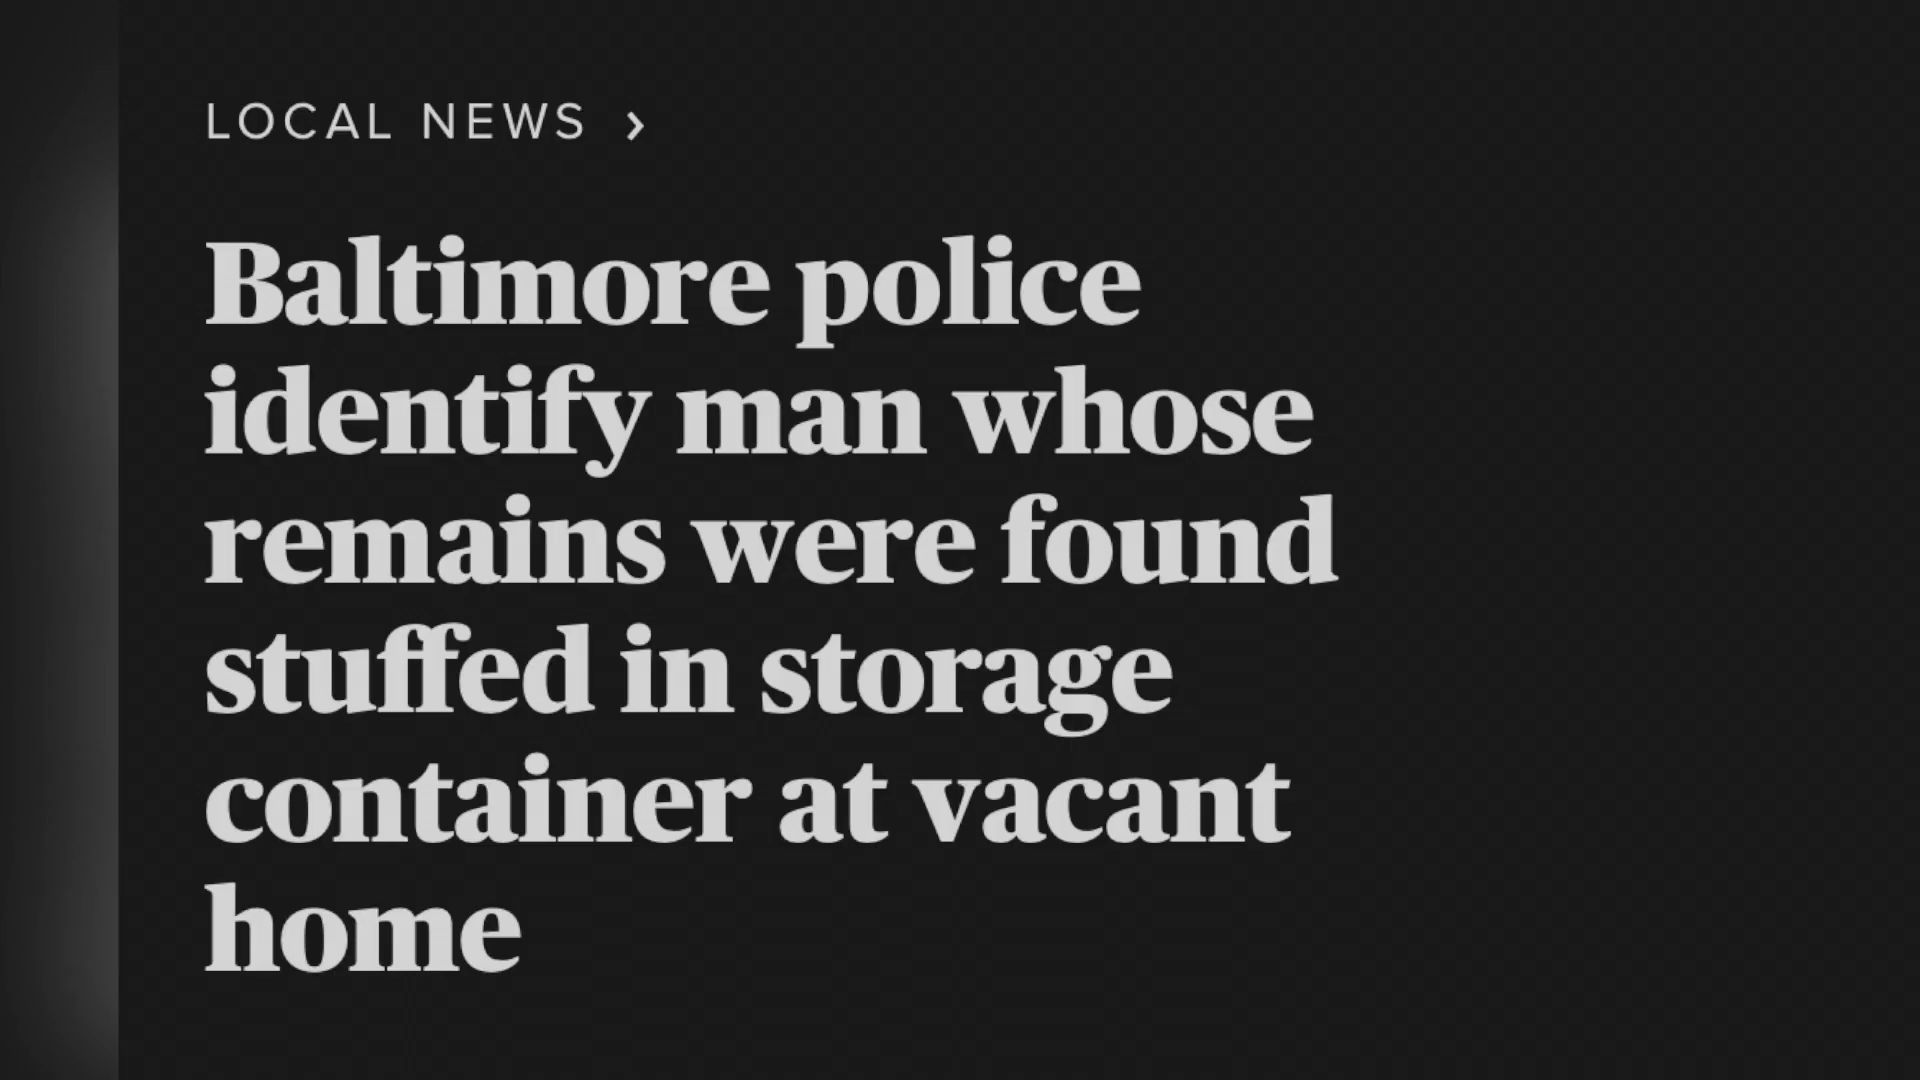 LOCAL NEWS ›
Baltimore police
identify man whose
remains were found
stuffed in storage
container at vacant
home